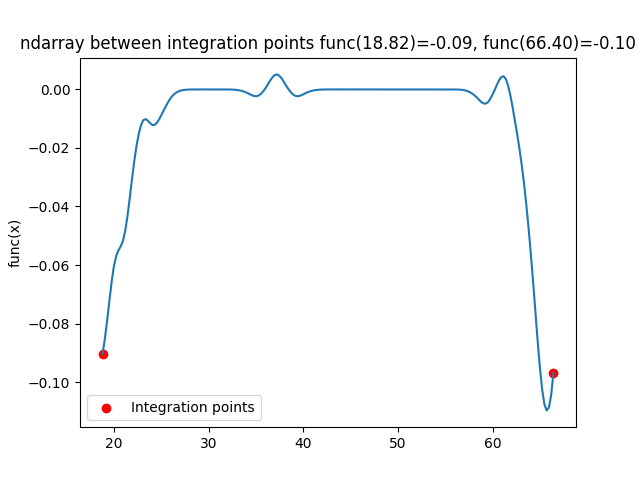 ndarray between integration points func(18.82)=-0.09, func(66.40)=-0.10
0.00
−0.02
−0.04
−0.06
−0.08
−0.10
func(x)
Integration points
20 30 40 50 60